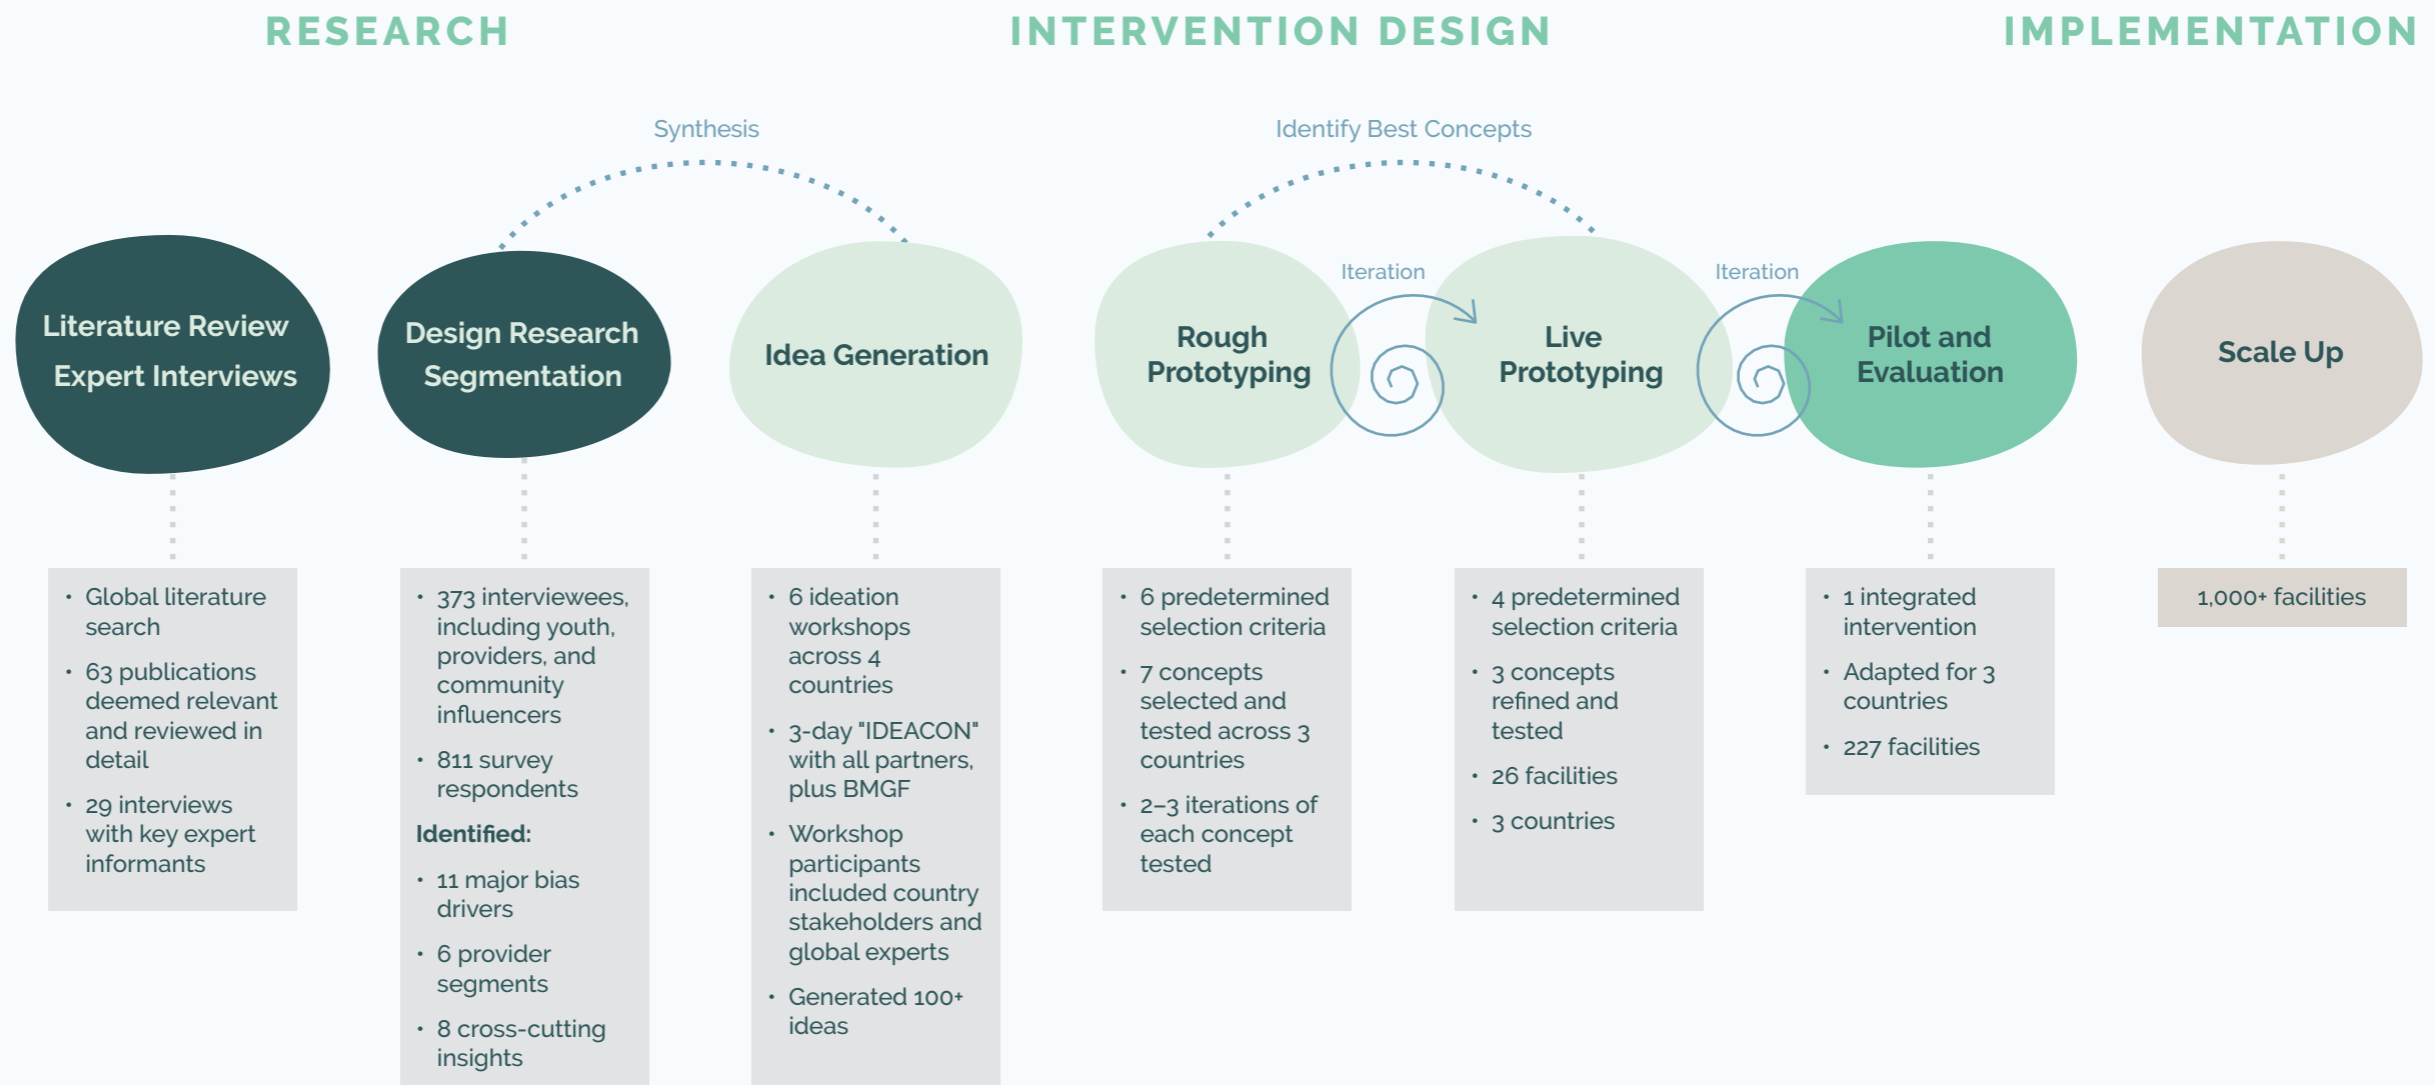 RESEARCH
INTERVENTION DESIGN
IMPLEMENTATION
Synthesis
Identify Best Concepts
Iteration
Iteration
Literature Review
Expert Interviews
Design Research
Segmentation
Idea Generation
Rough
Prototyping
Live
Prototyping
Pilot and
Evaluation
Scale Up
• Global literature
search
• 63 publications
deemed relevant
and reviewed in
detail
• 29 interviews
with key expert
informants
• 373 interviewees,
including youth,
providers, and
community
influencers
• 811 survey
respondents
Identified:
• 11 major bias
drivers
• 6 provider
segments
• 8 cross-cutting
insights
• 6 ideation
workshops
across 4
countries
• 3-day "IDEACON"
with all partners,
plus BMGF
• Workshop
participants
included country
stakeholders and
global experts
• Generated 100+
ideas
• 6 predetermined
selection criteria
• 7 concepts
selected and
tested across 3
countries
• 2–3 iterations of
each concept
tested
• 4 predetermined
selection criteria
• 3 concepts
refined and
tested
• 26 facilities
• 3 countries
• 1 integrated
intervention
• Adapted for 3
countries
• 227 facilities
1,000+ facilities